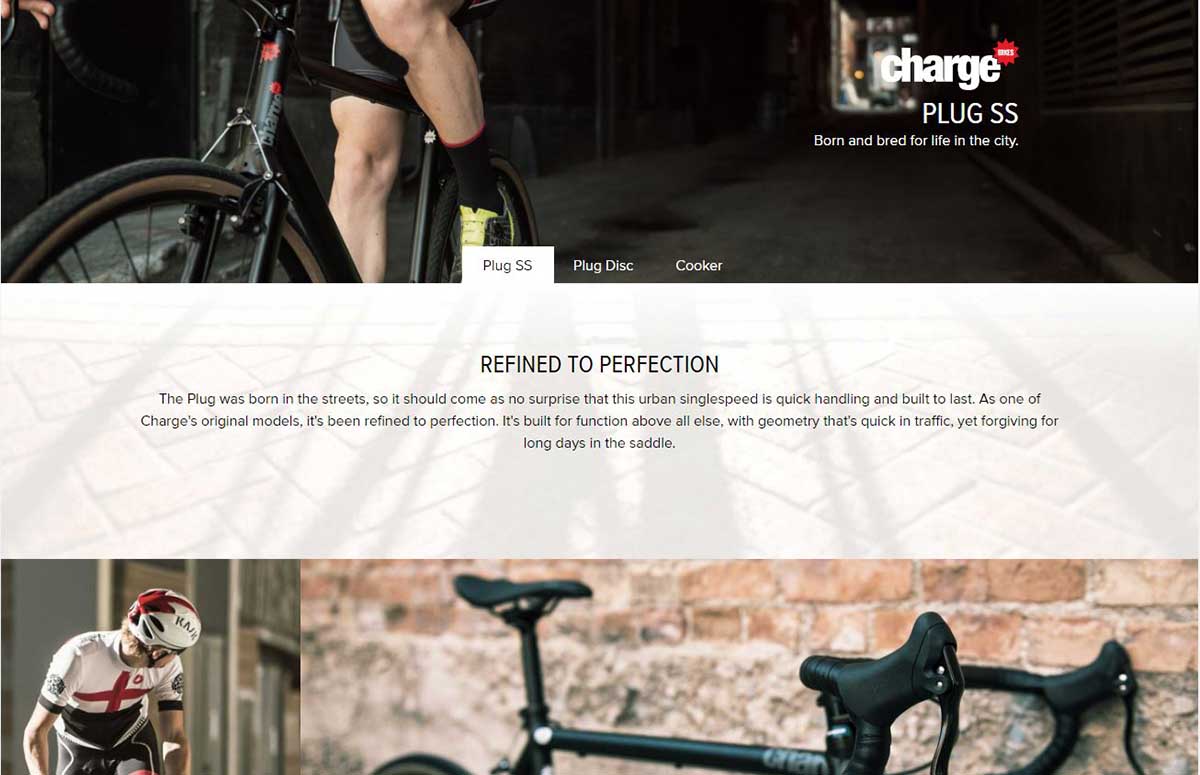 charge
BIKES
PLUG SS
Born and bred for life in the city.
Plug SS
Plug Disc
Cooker
REFINED TO PERFECTION
The Plug was born in the streets, so it should come as no surprise that this urban singlespeed is quick handling and built to last. As one of
Charge's original models, it's been refined to perfection. It's built for function above all else, with geometry that's quick in traffic, yet forgiving for
long days in the saddle.